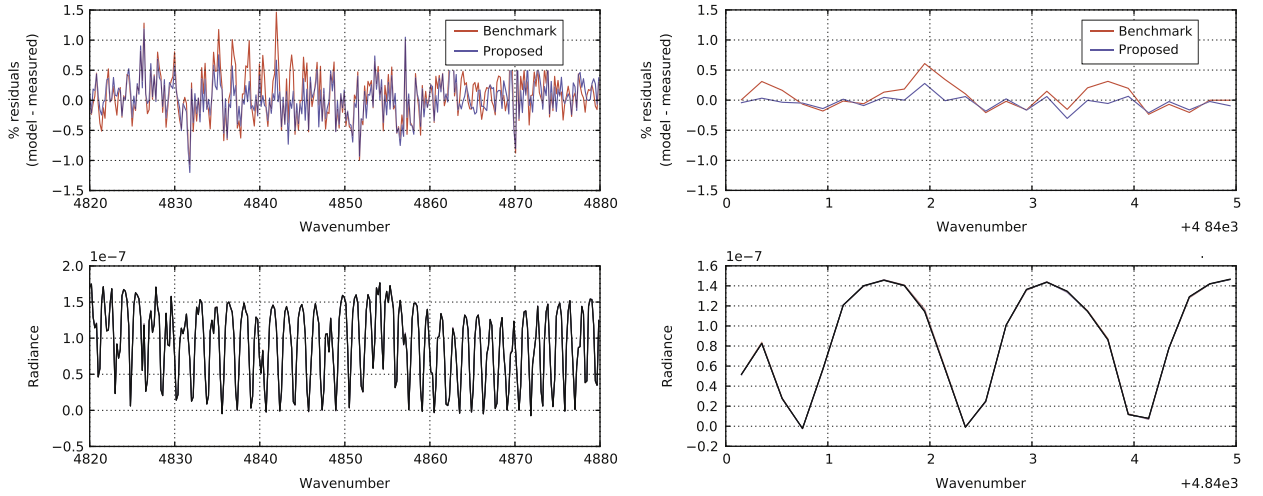 1.5
1.0
0.5
0.0
−0.5
−1.0
−1.5
% residuals
(model - measured)
Benchmark
Proposed
4820 4830 4840 4850 4860 4870 4880
Wavenumber
1.5
1.0
0.5
0.0
−0.5
−1.0
−1.5
% residuals
(model - measured)
Benchmark
Proposed
0 1 2 3 4 5
Wavenumber
+4 84e3
1e−7
2.0
1.5
1.0
0.5
0.0
−0.5
Radiance
4820 4830 4840 4850 4860 4870 4880
Wavenumber
1e−7
1.6
1.4
1.2
1.0
0.8
0.6
0.4
0.2
0.0
−0.2
Radiance
0 1 2 3 4 5
Wavenumber
+4.84e3